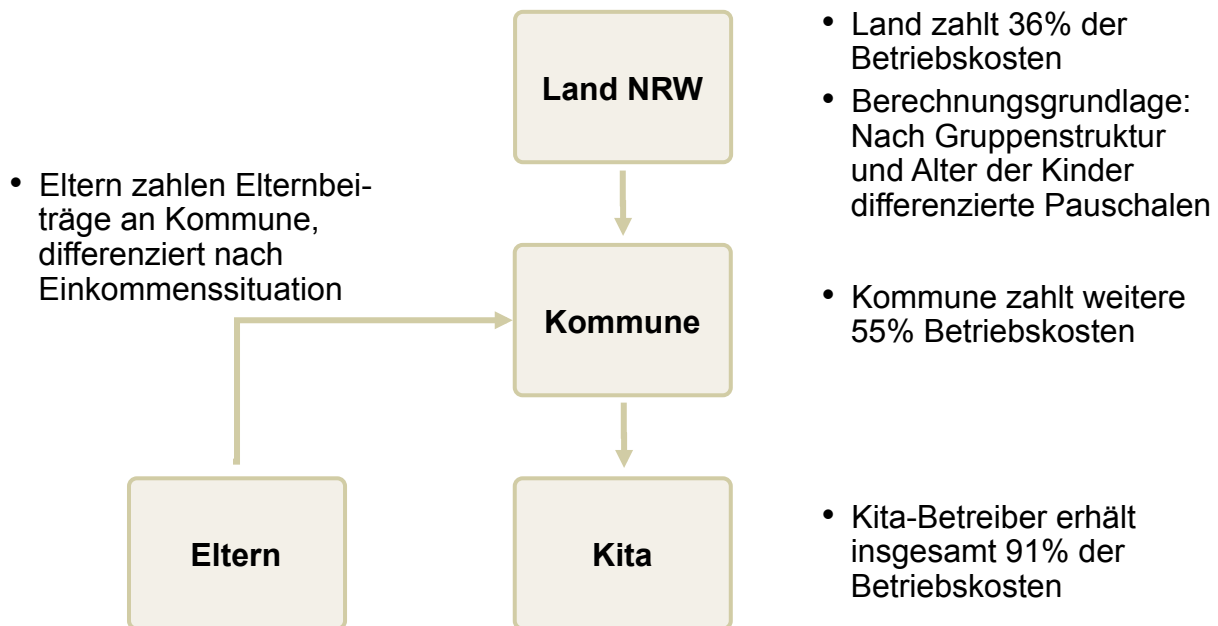 Land NRW
• Land zahlt 36% der
Betriebskosten
• Berechnungsgrundlage:
Nach Gruppenstruktur
und Alter der Kinder
differenzierte Pauschalen
• Eltern zahlen Elternbei-
träge an Kommune,
differenziert nach
Einkommenssituation
Kommune
• Kommune zahlt weitere
55% Betriebskosten
Eltern
Kita
• Kita-Betreiber erhält
insgesamt 91% der
Betriebskosten